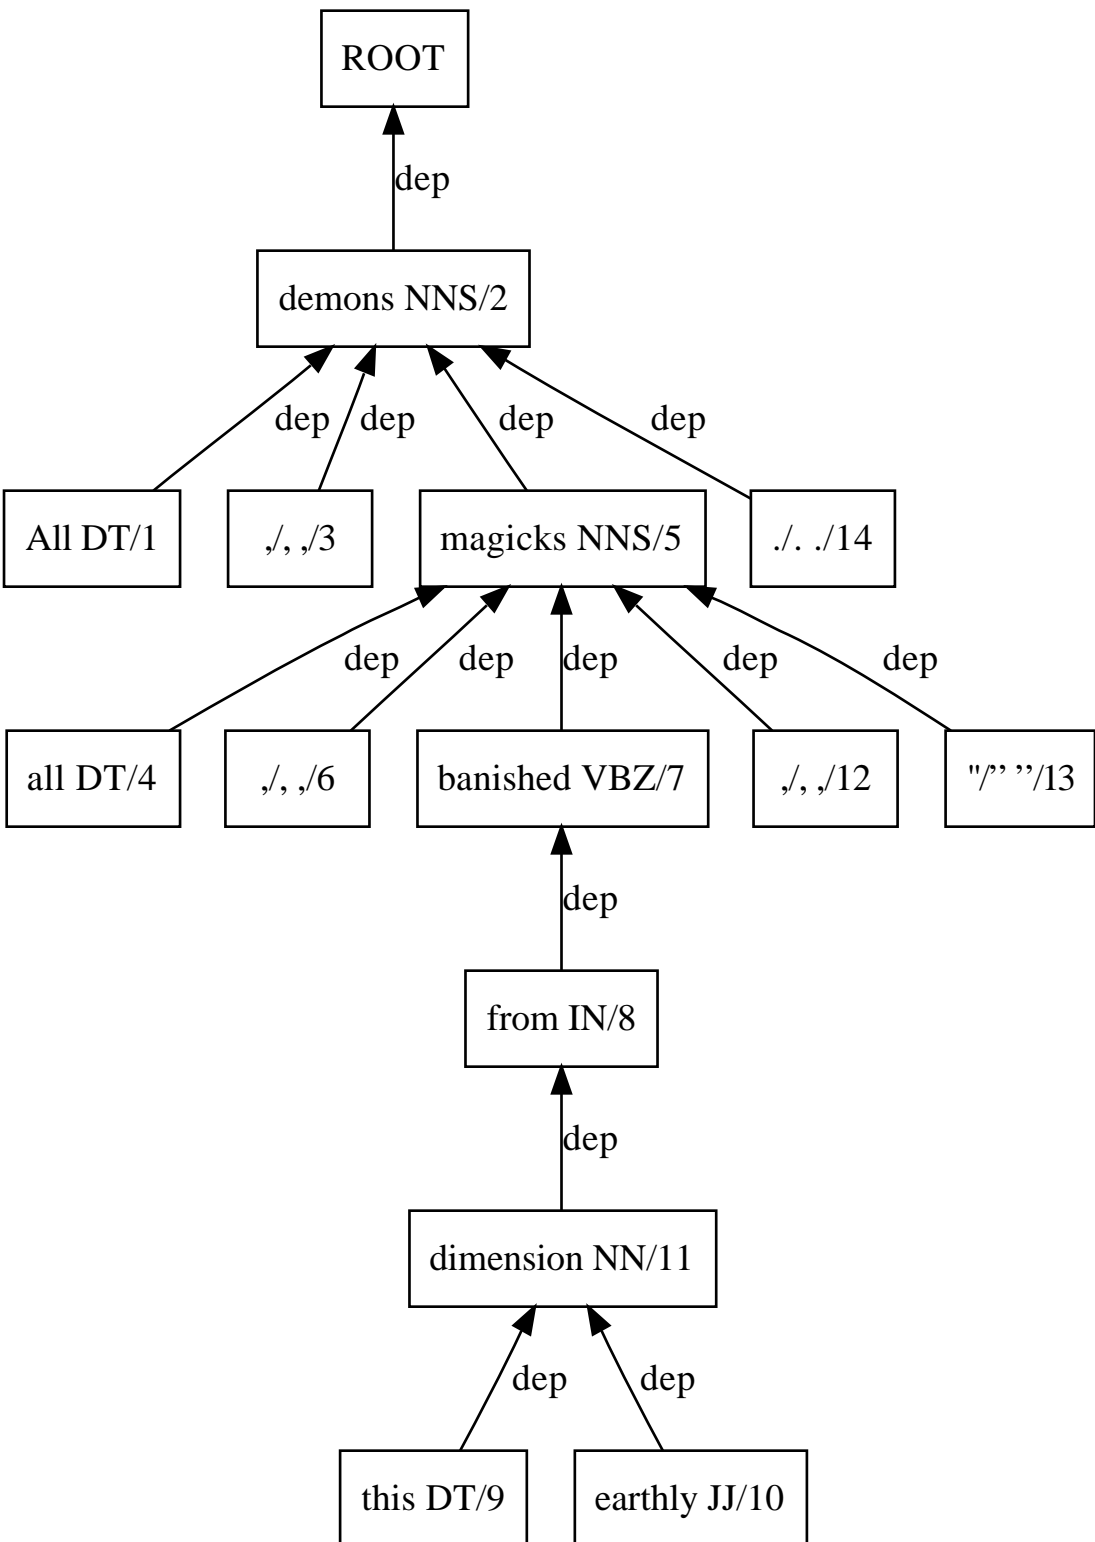 ROOT
dep
demons NNS/2
dep dep dep dep
All DT/1 ,/, ,/3 magicks NNS/5 ./. ./14
dep dep dep dep dep
all DT/4 ,/, ,/6 banished VBZ/7 ,/, ,/12 "/” ”/13
dep
from IN/8
dep
dimension NN/11
dep dep
this DT/9 earthly JJ/10